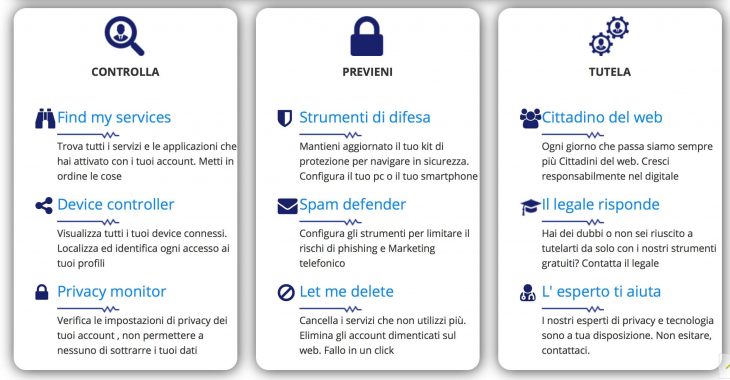 CONTROLLA
Find my services
Trova tutti i servizi e le applicazioni che
hai attivato con i tuoi account. Metti in
ordine le cose
Device controller
Visualizza tutti i tuoi device connessi.
Localizza ed identifica ogni accesso ai
tuoi profili
Privacy monitor
Verifica le impostazioni di privacy dei
tuoi account , non permettere a
nessuno di sottrarre i tuoi dati
PREVIENI
Strumenti di difesa
Mantieni aggiornato il tuo kit di
protezione per navigare in sicurezza.
Configura il tuo pc o il tuo smartphone
Spam defender
Configura gli strumenti per limitare il
rischi di phishing e Marketing
telefonico
Let me delete
Cancella i servizi che non utilizzi più.
Elimina gli account dimenticati sul
web. Fallo in un click
TUTELA
Cittadino del web
Ogni giorno che passa siamo sempre
più Cittadini del web. Cresci
responsabilmente nel digitale
Il legale risponde
Hai dei dubbi o non sei riuscito a
tutelarti da solo con i nostri strumenti
gratuiti? Contatta il legale
L' esperto ti aiuta
I nostri esperti di privacy e tecnologia
sono a tua disposizione. Non esitare,
contattaci.